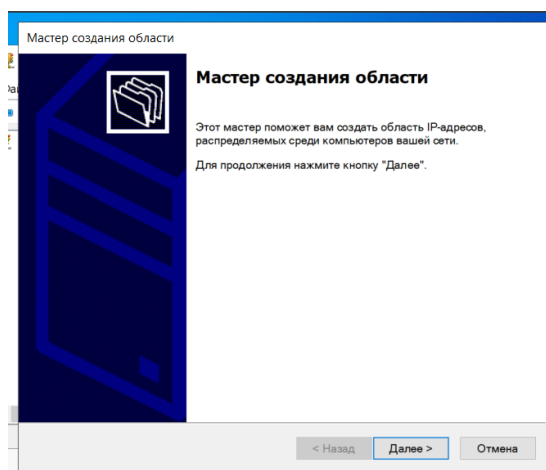 Мастер создания области
Мастер создания области
Этот мастер поможет вам создать область IP-адресов,
распределяемых среди компьютеров вашей сети.
Для продолжения нажмите кнопку "Далее".
< Назад Далее > Отмена